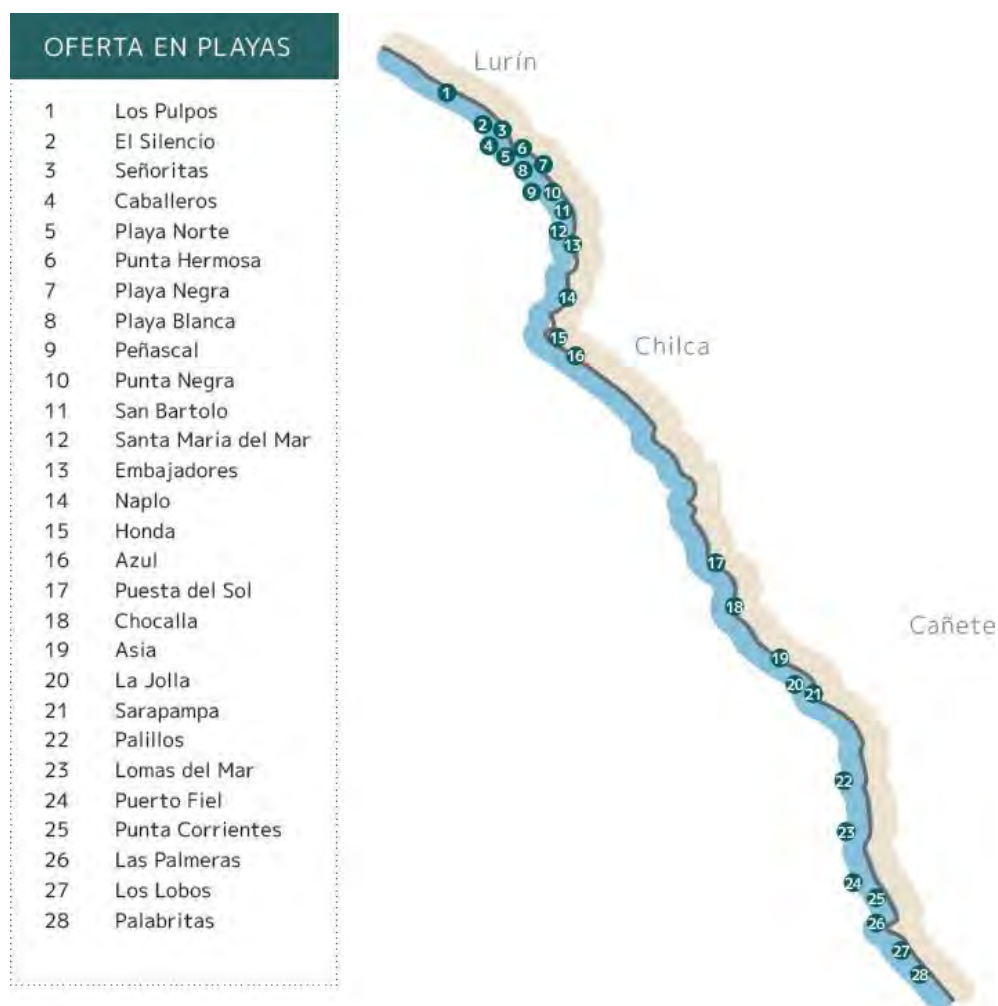 OFERTA EN PLAYAS
1 Los Pulpos
2 El Silencio
3 Señoritas
4 Caballeros
5 Playa Norte
6 Punta Hermosa
7 Playa Negra
8 Playa Blanca
9 Peñascal
10 Punta Negra
11 San Bartolo
12 Santa Maria del Mar
13 Embajadores
14 Naplo
15 Honda
16 Azul
17 Puesta del Sol
18 Chocalla
19 Asia
20 La Jolla
21 Sarapampa
22 Palillos
23 Lomas del Mar
24 Puerto Fiel
25 Punta Corrientes
26 Las Palmeras
27 Los Lobos
28 Palabritas
Lurín
1
2
3
4
5
6
7
8
9
10
11
12
13
14
15
16
Chilca
17
18
Cañete
19
20
21
22
23
24
25
26
27
28